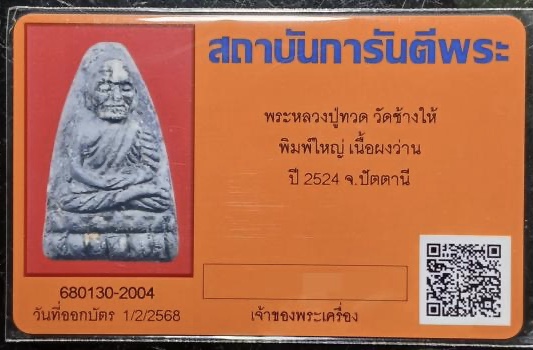 สถาบันการันตีพระ
พระหลวงปู่ทวด วัดช้างให้
พิมพ์ใหญ่ เนื้อผงว่าน
ปี 2524 จ.ปัตตานี
680130-2004
วันที่ออกบัตร 1/2/2568
เจ้าของพระเครื่อง